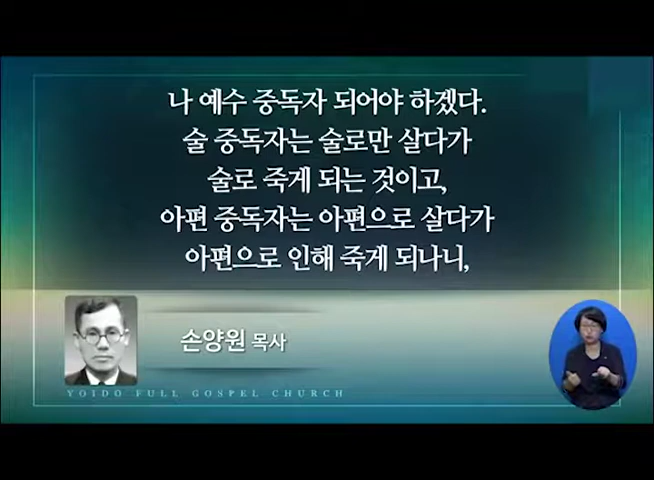 나 예수 중독자 되어야 하겠다.
술 중독자는 술로만 살다가
술로 죽게 되는 것이고,
아편 중독자는 아편으로 살다가
아편으로 인해 죽게 되나니,
손양원 목사
YOIDO FULL GOSPEL CHURCH